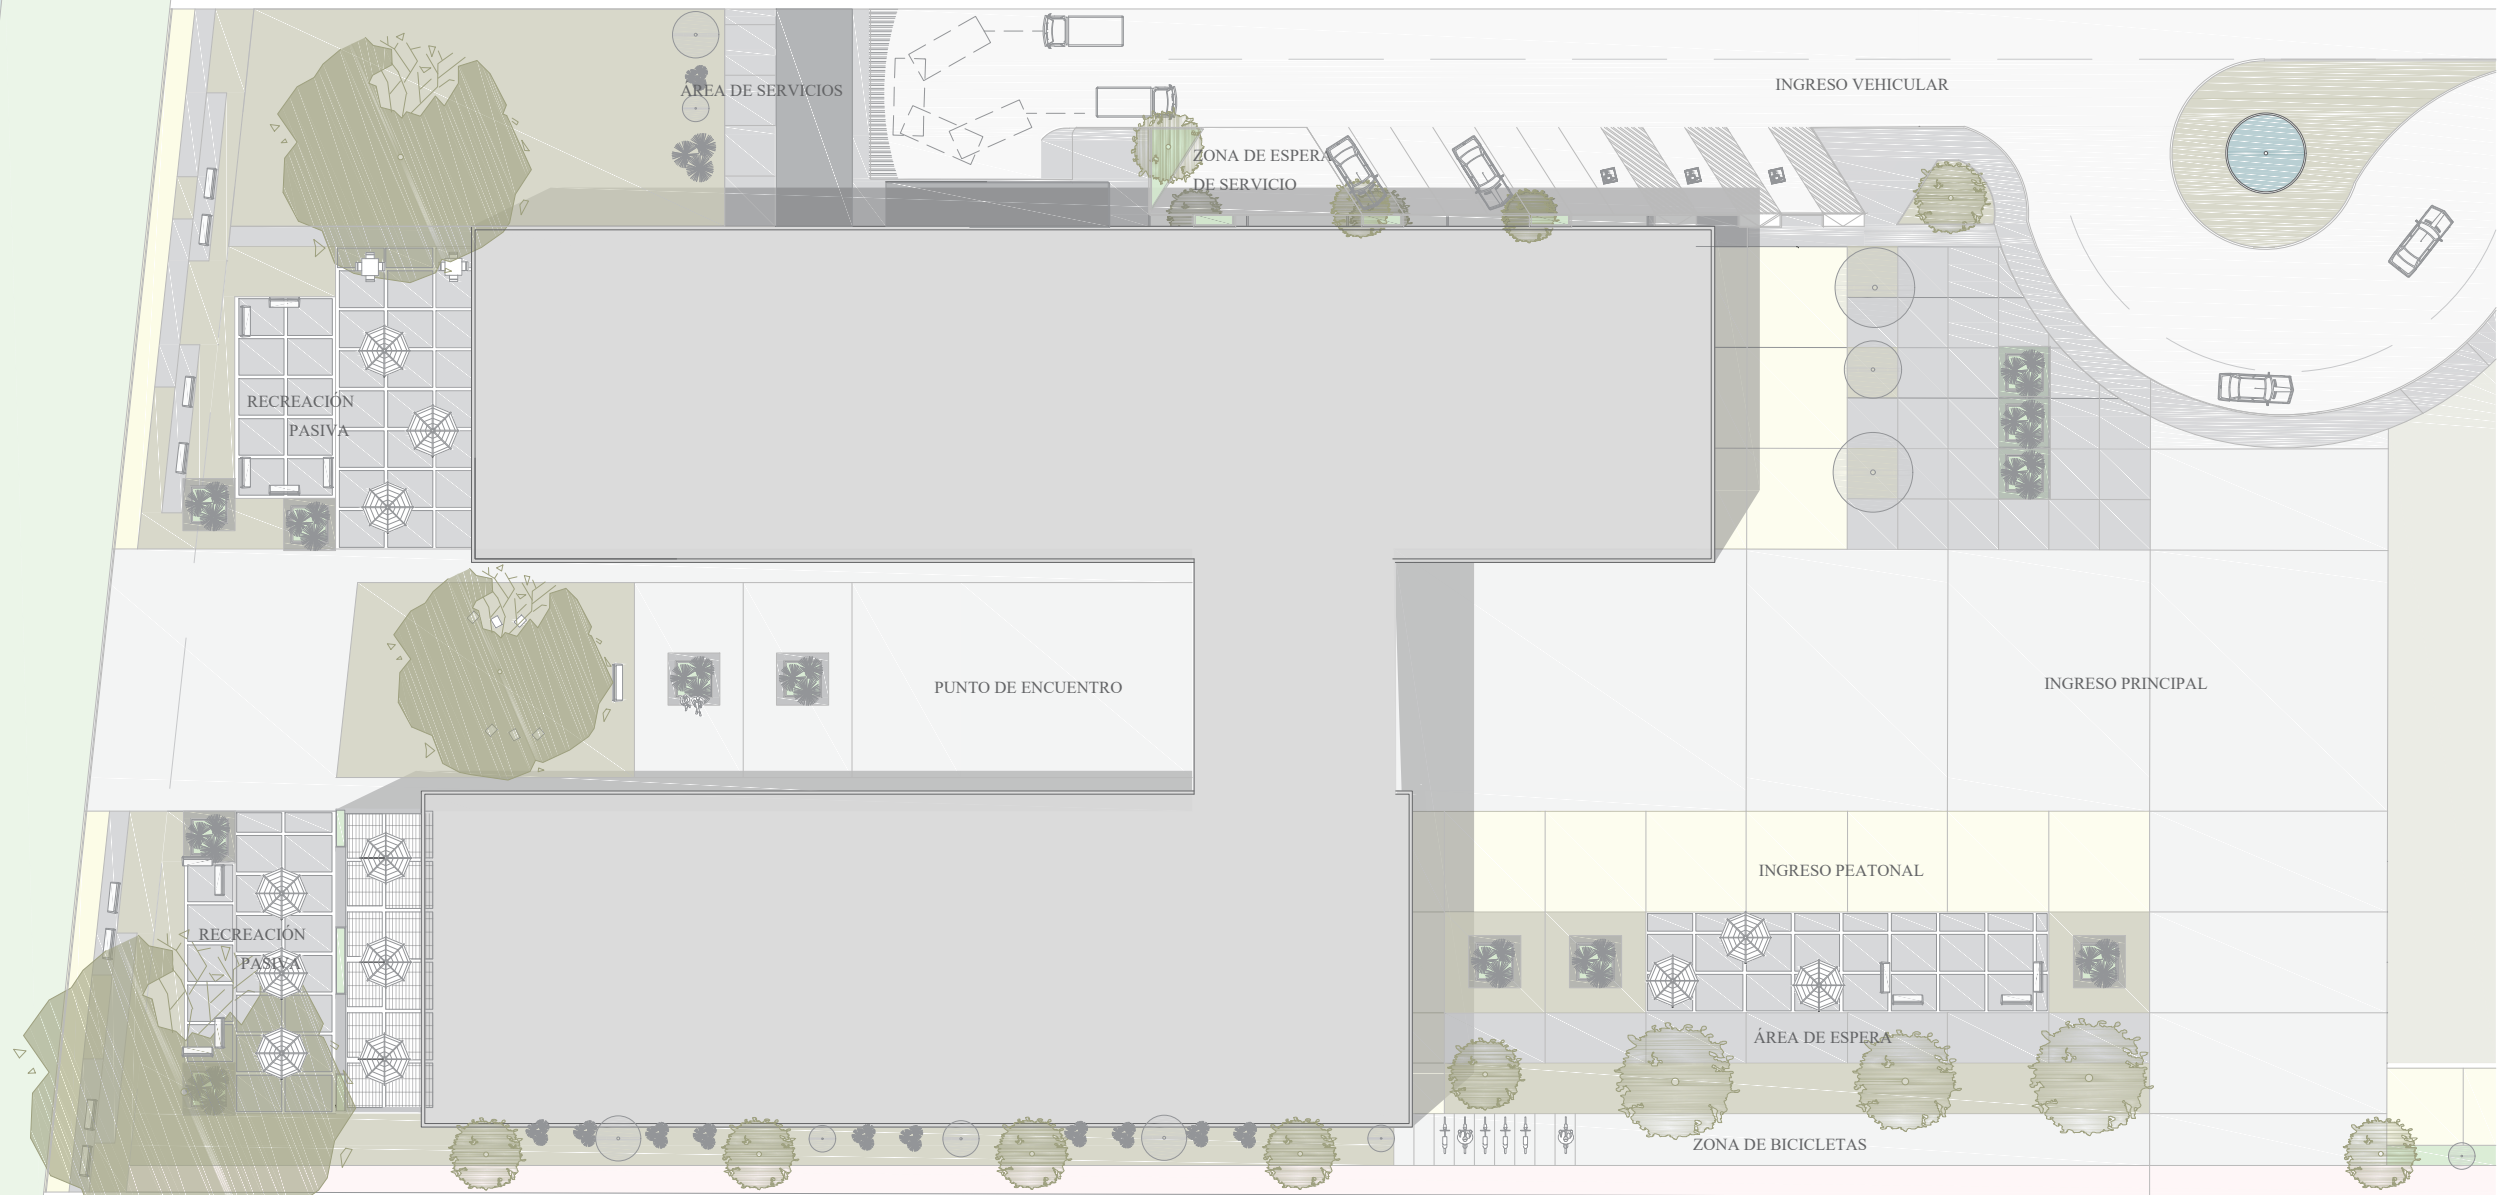 ÁREA DE SERVICIOS
INGRESO VEHICULAR
ZONA DE ESPERA
DE SERVICIO
RECREACIÓN
PASIVA
PUNTO DE ENCUENTRO
INGRESO PRINCIPAL
INGRESO PEATONAL
RECREACIÓN
PASIVA
ÁREA DE ESPERA
ZONA DE BICICLETAS